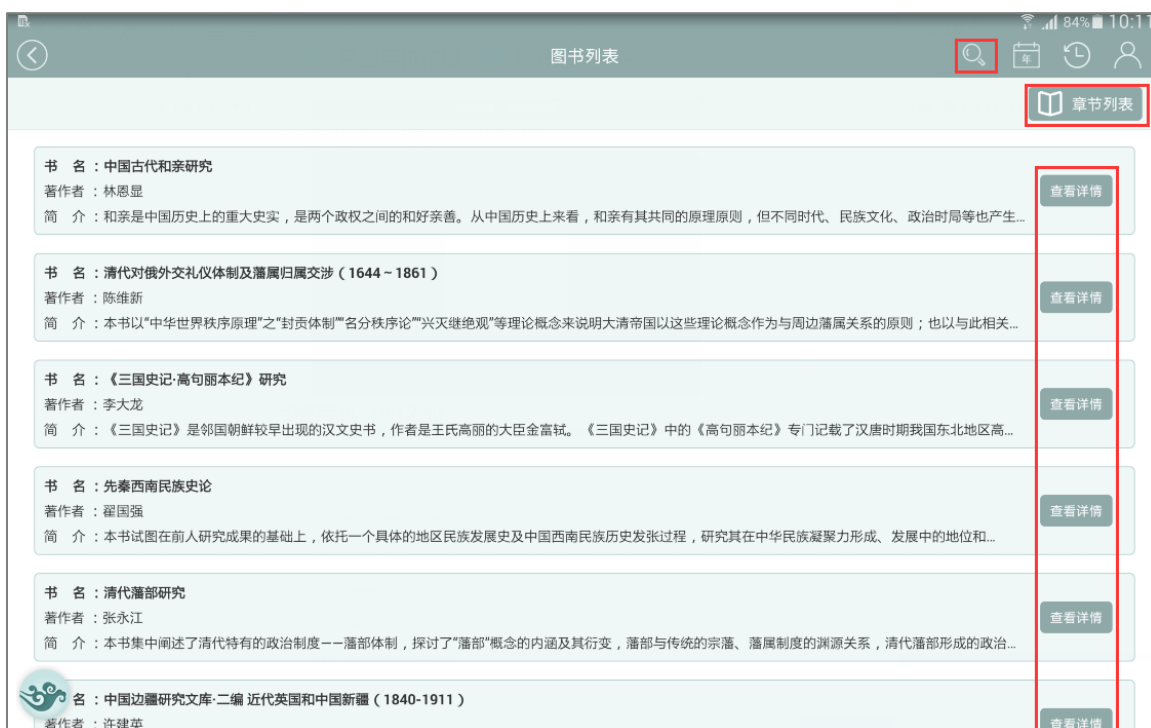 84% 10:11
图书列表
年
章节列表
书 名：中国古代和亲研究
著作者：林恩显
简 介：和亲是中国历史上的重大史实，是两个政权之间的和好亲善。从中国历史上来看，和亲有其共同的原理原则，但不同时代、民族文化、政治时局等也产生...
查看详情
书 名：清代对俄外交礼仪体制及藩属归属交涉（1644～1861）
著作者：陈维新
简 介：本书以“中华世界秩序原理”之“封贡体制”“名分秩序论”“兴灭继绝观”等理论概念来说明大清帝国以这些理论概念作为与周边藩属关系的原则；也以与此相关...
查看详情
书 名：《三国史记·高句丽本纪》研究
著作者：李大龙
简 介：《三国史记》是邻国朝鲜较早出现的汉文史书，作者是王氏高丽的大臣金富轼。《三国史记》中的《高句丽本纪》专门记载了汉唐时期我国东北地区高...
查看详情
书 名：先秦西南民族史论
著作者：翟国强
简 介：本书试图在前人研究成果的基础上，依托一个具体的地区民族发展史及中国西南民族历史发张过程，研究其在中华民族凝聚力形成、发展中的地位和...
查看详情
书 名：清代藩部研究
著作者：张永江
简 介：本书集中阐述了清代特有的政治制度——藩部体制，探讨了“藩部”概念的内涵及其衍变，藩部与传统的宗藩、藩属制度的渊源关系，清代藩部形成的政治...
查看详情
名：中国边疆研究文库·二编 近代英国和中国新疆（1840-1911）
著作者：许建英
查看详情